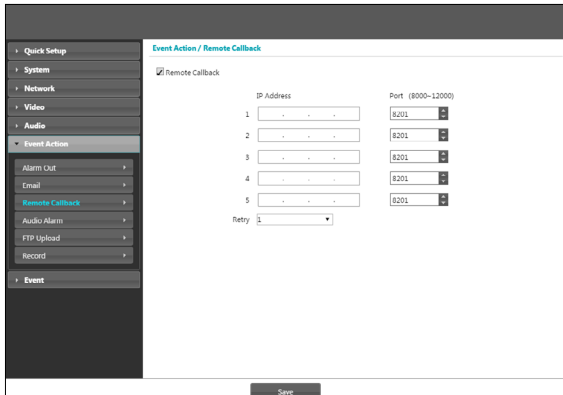 Quick Setup
System
Network
Video
Audio
Event Action
Alarm Out
Email
Remote Callback
Audio Alarm
FTP Upload
Record
Event
Event Action / Remote Callback
Remote Callback
IP Address Port (8000~12000)
1 . . . 8201
2 . . . 8201
3 . . . 8201
4 . . . 8201
5 . . . 8201
Retry 1
Save